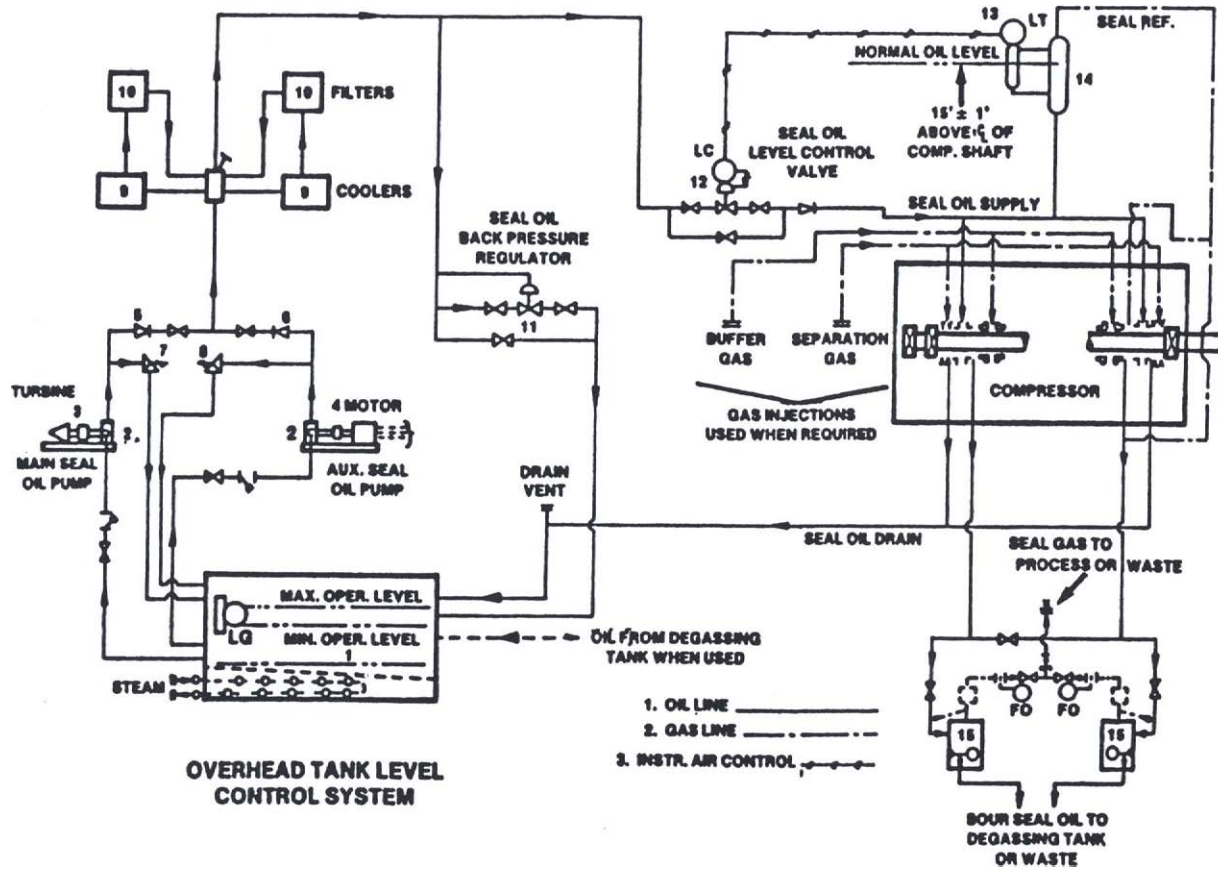 13
LT
SEAL REF.
NORMAL OIL LEVEL
14
10
10
FILTERS
15' ± 1'
ABOVE ℄ OF
COMP. SHAFT
SEAL OIL
LEVEL CONTROL
VALVE
LC
12
9
9
COOLERS
SEAL OIL SUPPLY
SEAL OIL
BACK PRESSURE
REGULATOR
11
5
6
7
8
BUFFER
GAS
SEPARATION
GAS
COMPRESSOR
GAS INJECTIONS
USED WHEN REQUIRED
TURBINE
3
2
MAIN SEAL
OIL PUMP
4 MOTOR
2
AUX. SEAL
OIL PUMP
DRAIN
VENT
SEAL OIL DRAIN
SEAL GAS TO
PROCESS OR WASTE
MAX. OPER. LEVEL
LG
MIN. OPER. LEVEL
1
OIL FROM DEGASSING
TANK WHEN USED
STEAM
FO
FO
15
15
1. OIL LINE
2. GAS LINE
3. INSTR. AIR CONTROL
OVERHEAD TANK LEVEL
CONTROL SYSTEM
SOUR SEAL OIL TO
DEGASSING TANK
OR WASTE